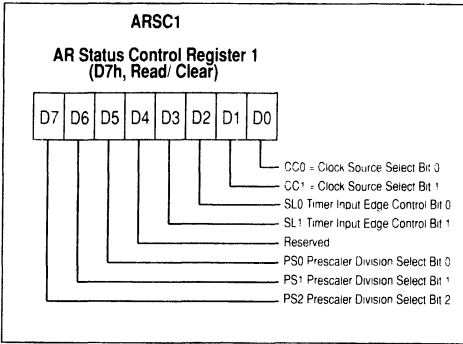 ARSC1
AR Status Control Register 1
(D7h, Read/ Clear)
D7 D6 D5 D4 D3 D2 D1 D0
CC0 = Clock Source Select Bit 0
CC1 = Clock Source Select Bit 1
SL0 Timer Input Edge Control Bit 0
SL1 Timer Input Edge Control Bit 1
Reserved
PS0 Prescaler Division Select Bit 0
PS1 Prescaler Division Select Bit 1
PS2 Prescaler Division Select Bit 2